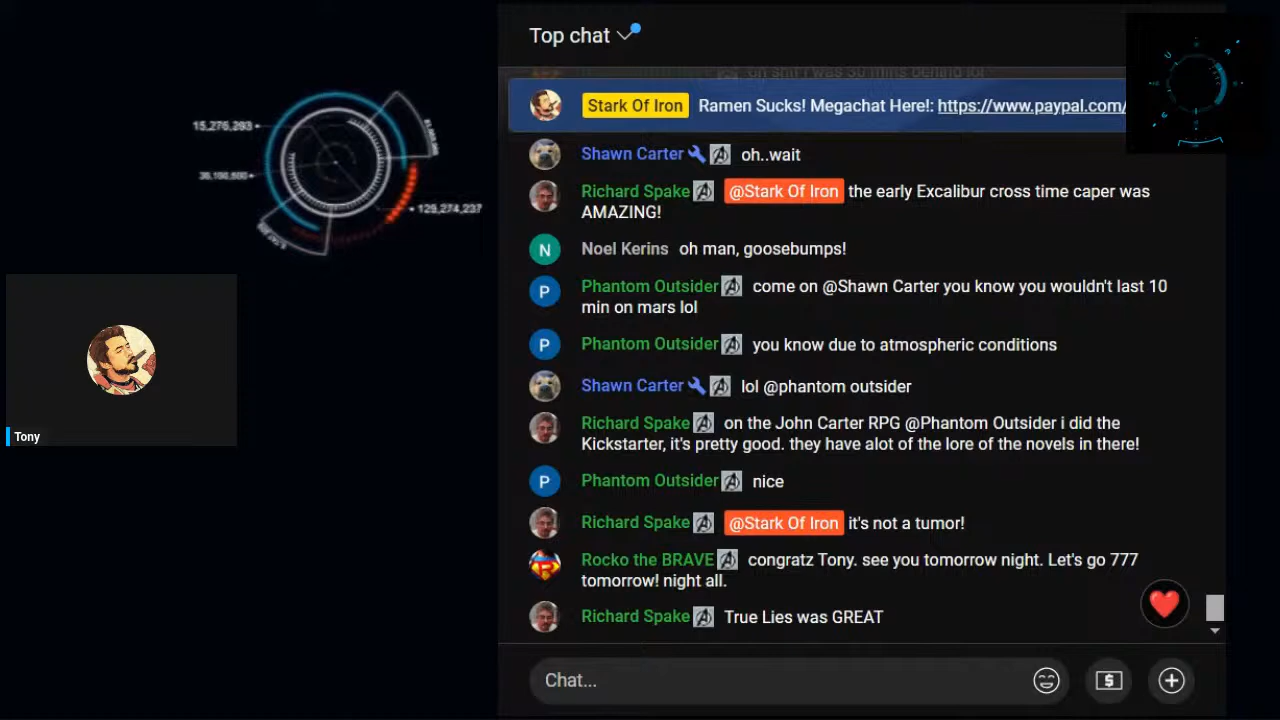 Top chat
Stark Of Iron Ramen Sucks! Megachat Here!: https://www.paypal.com/
Shawn Carter oh..wait
Richard Spake @Stark Of Iron the early Excalibur cross time caper was
AMAZING!
N Noel Kerins oh man, goosebumps!
P Phantom Outsider come on @Shawn Carter you know you wouldn't last 10
min on mars lol
P Phantom Outsider you know due to atmospheric conditions
Shawn Carter lol @phantom outsider
Richard Spake on the John Carter RPG @Phantom Outsider i did the
Kickstarter, it's pretty good. they have alot of the lore of the novels in there!
P Phantom Outsider nice
Richard Spake @Stark Of Iron it's not a tumor!
Rocko the BRAVE congratz Tony. see you tomorrow night. Let's go 777
tomorrow! night all.
Richard Spake True Lies was GREAT
Chat...
15,276,293
129,274,237
Tony